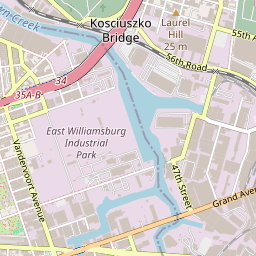 Kosciuszko
Bridge
Laurel
Hill
25 m
55th
56th Road
34
35A-B
Creek
East Williamsburg
Industrial
Park
Vandervoort Avenue
47th Street
Grand Ave